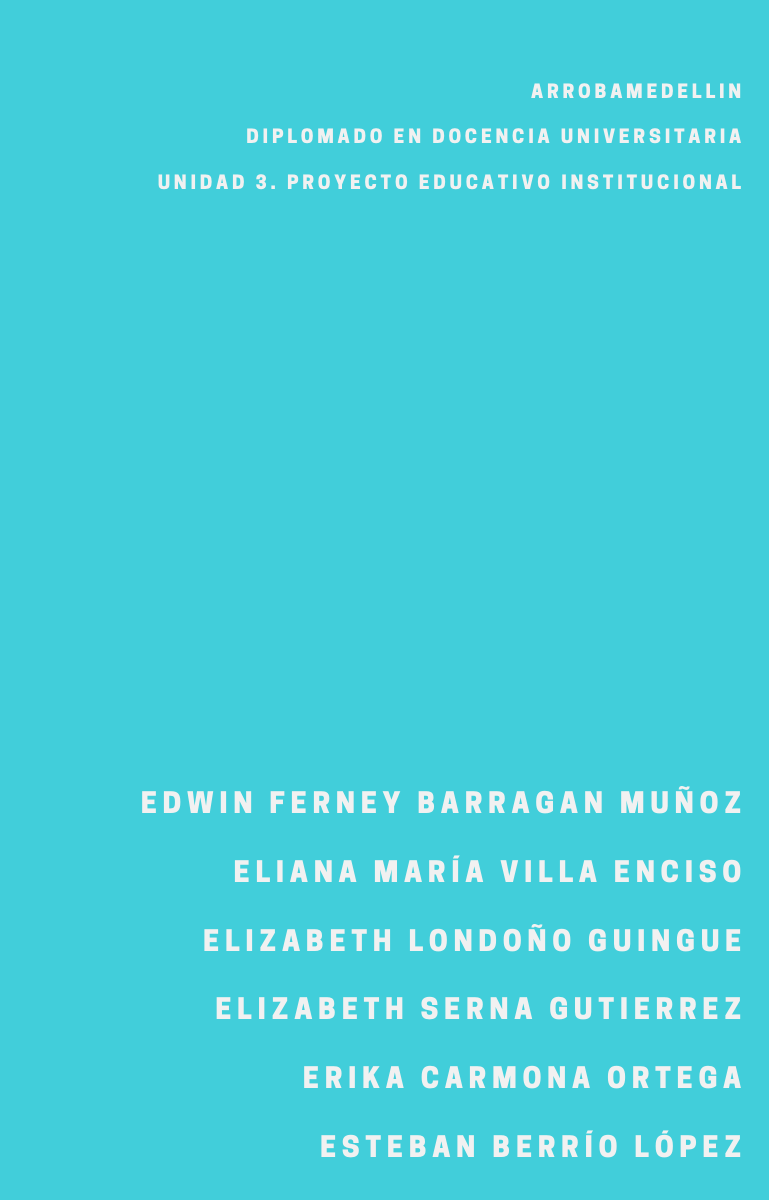 ARROBAMEDELLIN
DIPLOMADO EN DOCENCIA UNIVERSITARIA
UNIDAD 3. PROYECTO EDUCATIVO INSTITUCIONAL
EDWIN FERNEY BARRAGAN MUÑOZ
ELIANA MARÍA VILLA ENCISO
ELIZABETH LONDOÑO GUINGUE
ELIZABETH SERNA GUTIERREZ
ERIKA CARMONA ORTEGA
ESTEBAN BERRÍO LÓPEZ